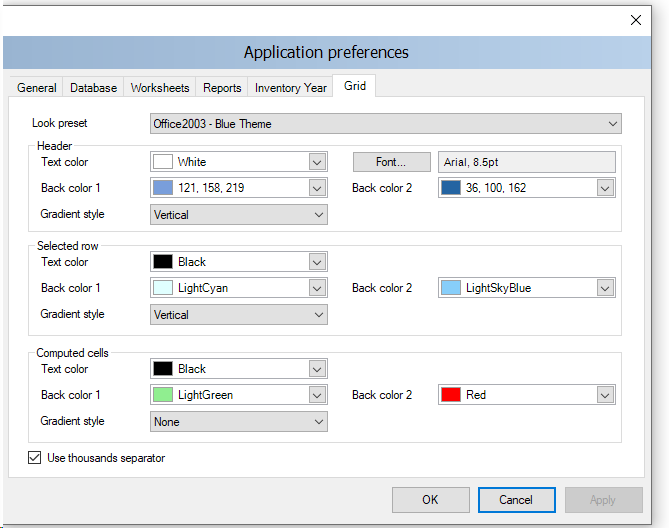 Application preferences
General Database Worksheets Reports Inventory Year Grid
Look preset Office2003 - Blue Theme
Header
Text color White Font... Arial, 8.5pt
Back color 1 121, 158, 219 Back color 2 36, 100, 162
Gradient style Vertical
Selected row
Text color Black
Back color 1 LightCyan Back color 2 LightSkyBlue
Gradient style Vertical
Computed cells
Text color Black
Back color 1 LightGreen Back color 2 Red
Gradient style None
Use thousands separator
OK Cancel Apply